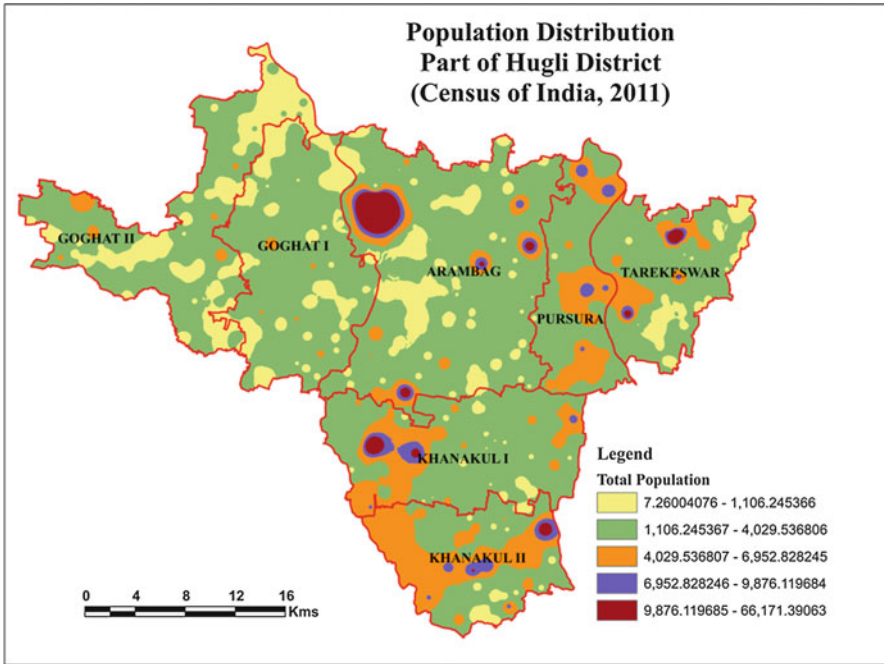 Population Distribution
Part of Hugli District
(Census of India, 2011)
GOGHAT II
GOGHAT I
ARAMBAG
TAREKESWAR
PURSURA
KHANAKUL I
KHANAKUL II
Legend
Total Population
7.26004076 - 1,106.245366
1,106.245367 - 4,029.536806
4,029.536807 - 6,952.828245
6,952.828246 - 9,876.119684
9,876.119685 - 66,171.39063
0 4 8 12 16
Kms